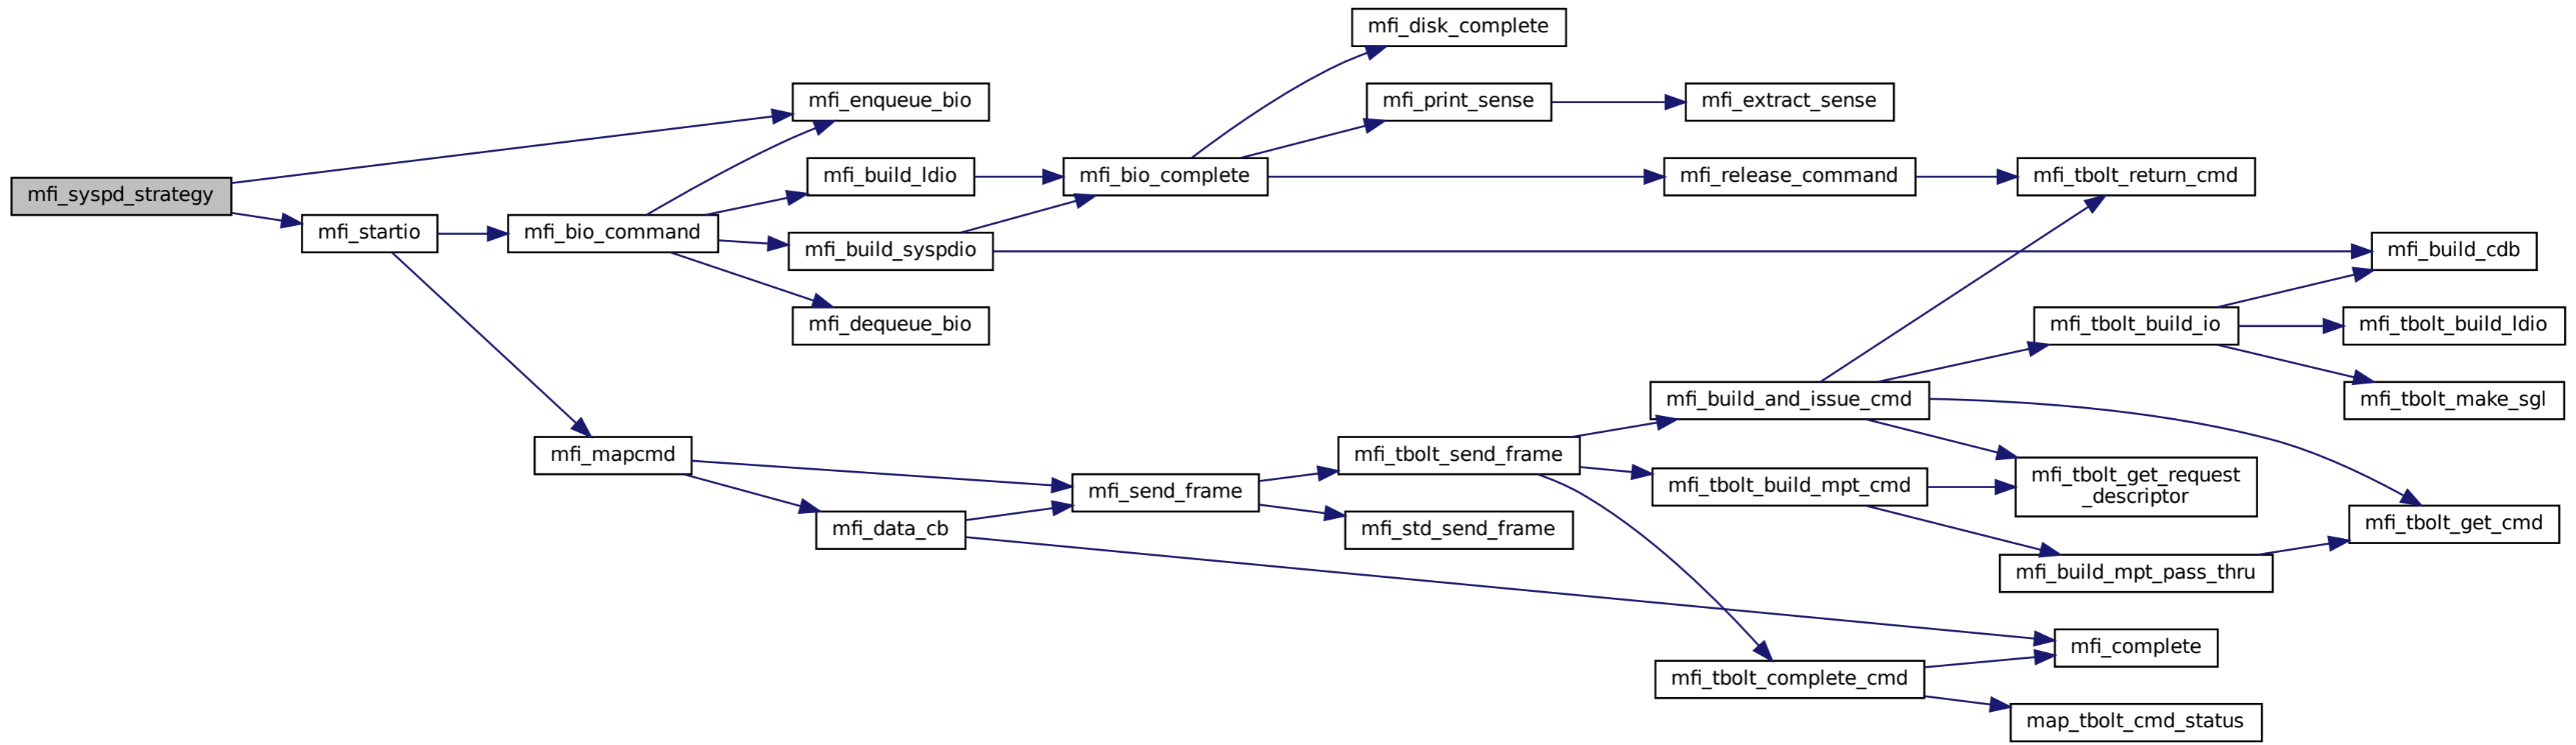 mfi_disk_complete
mfi_enqueue_bio
mfi_print_sense
mfi_extract_sense
mfi_syspd_strategy
mfi_build_ldio
mfi_bio_complete
mfi_release_command
mfi_tbolt_return_cmd
mfi_startio
mfi_bio_command
mfi_build_syspdio
mfi_build_cdb
mfi_dequeue_bio
mfi_tbolt_build_io
mfi_tbolt_build_ldio
mfi_build_and_issue_cmd
mfi_tbolt_make_sgl
mfi_mapcmd
mfi_tbolt_send_frame
mfi_send_frame
mfi_tbolt_build_mpt_cmd
mfi_tbolt_get_request
_descriptor
mfi_data_cb
mfi_std_send_frame
mfi_tbolt_get_cmd
mfi_build_mpt_pass_thru
mfi_complete
mfi_tbolt_complete_cmd
map_tbolt_cmd_status